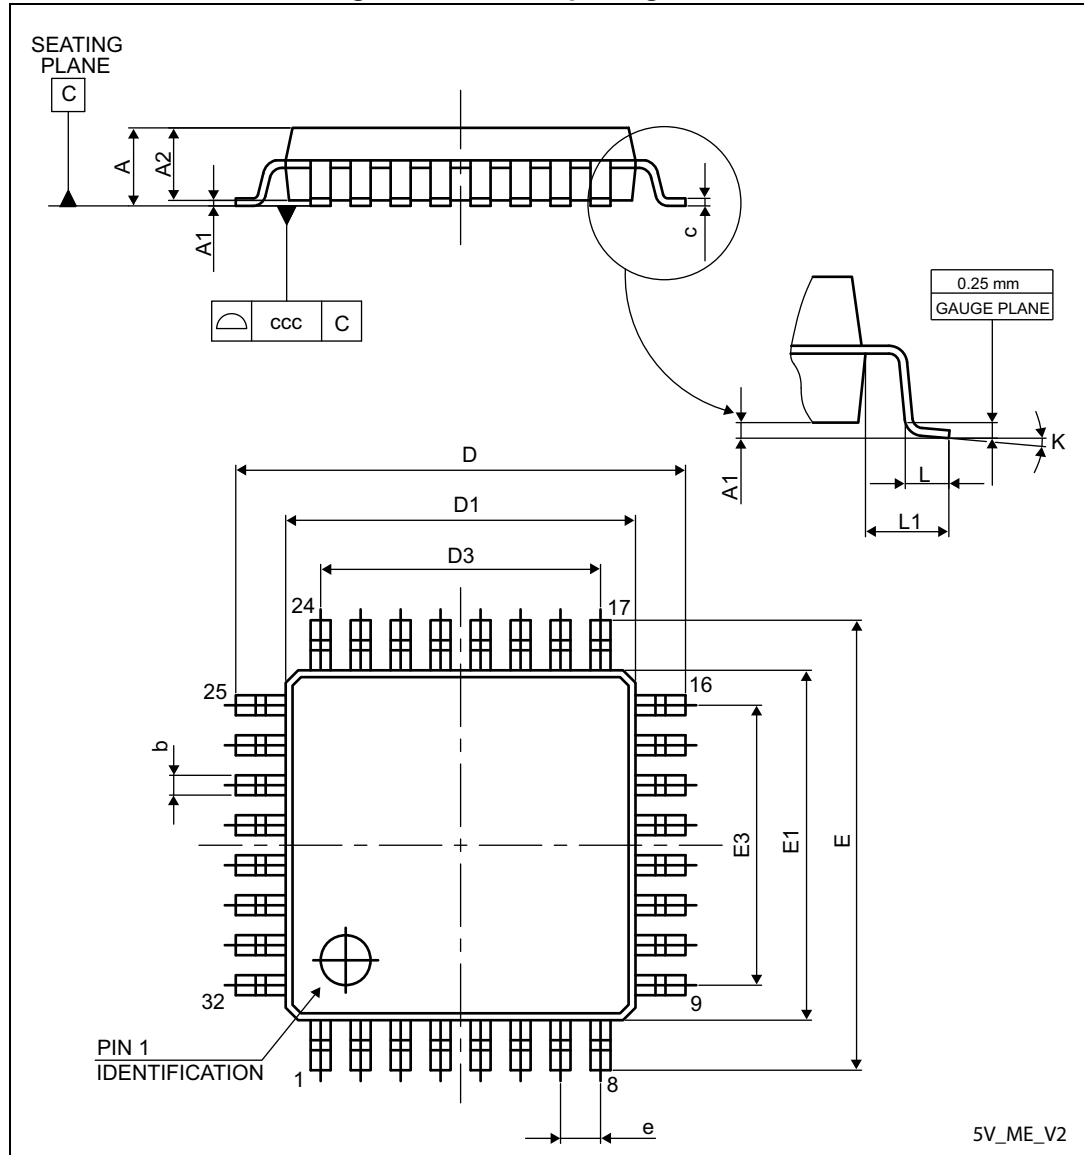 SEATING
PLANE
C
A
A2
A1
c
ccc
C
0.25 mm
GAUGE PLANE
A1
K
L
L1
D
D1
D3
24
17
25
16
b
E3
E1
E
32
9
PIN 1
IDENTIFICATION
1
8
e
5V_ME_V2